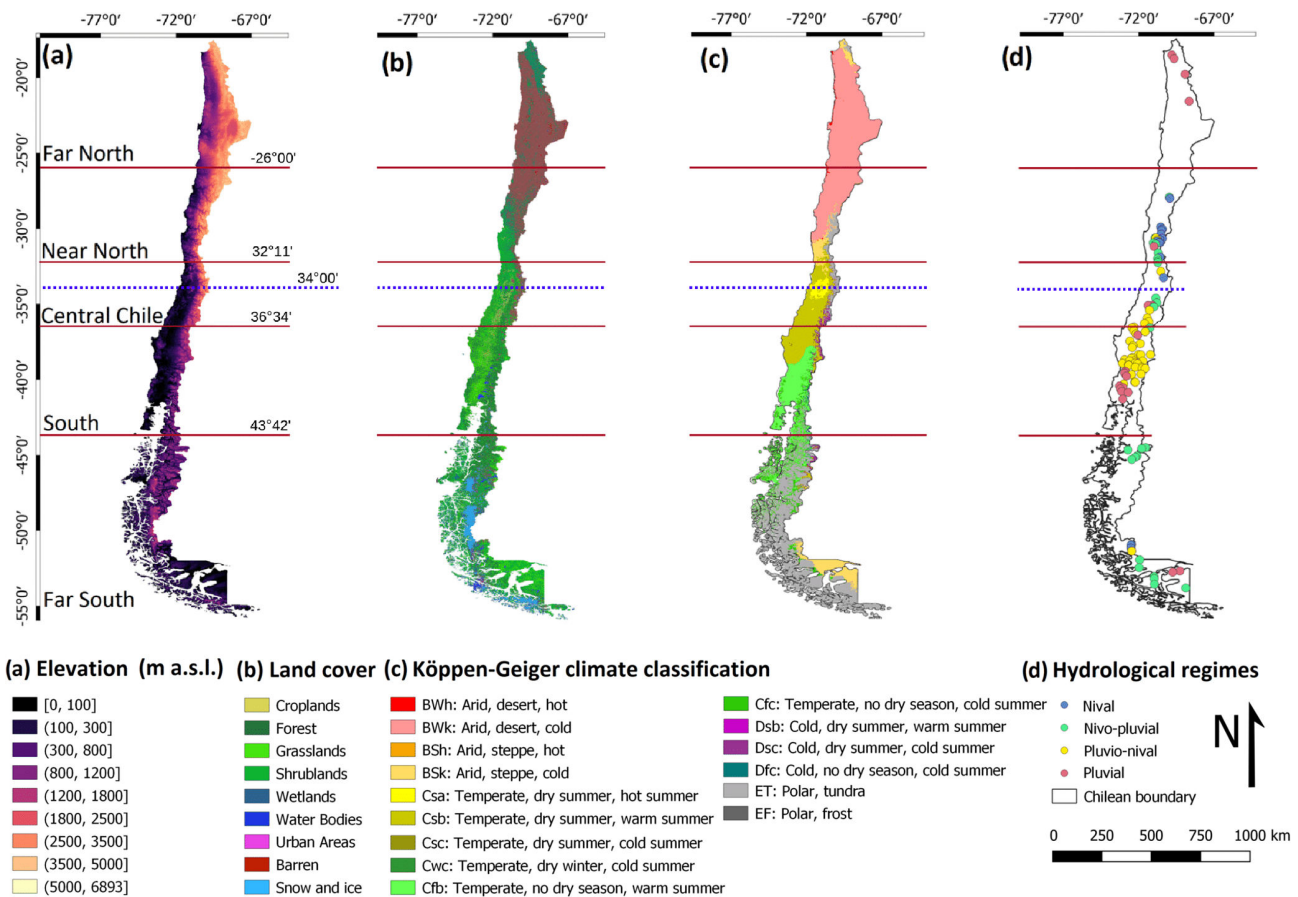 -77°0' -72°0' -67°0' -77°0' -72°0' -67°0' -77°0' -72°0' -67°0' -77°0' -72°0' -67°0'
(a) (b) (c) (d)
-20°0'
-25°0'
Far North -26°00'
-30°0'
Near North 32°11'
34°00'
-35°0'
Central Chile 36°34'
-40°0'
South 43°42'
-45°0'
-50°0'
-55°0'
Far South
(a) Elevation (m a.s.l.)
[0, 100]
(100, 300]
(300, 800]
(800, 1200]
(1200, 1800]
(1800, 2500]
(2500, 3500]
(3500, 5000]
(5000, 6893]
(b) Land cover
Croplands
Forest
Grasslands
Shrublands
Wetlands
Water Bodies
Urban Areas
Barren
Snow and ice
(c) Köppen-Geiger climate classification
BWh: Arid, desert, hot
BWk: Arid, desert, cold
BSh: Arid, steppe, hot
BSk: Arid, steppe, cold
Csa: Temperate, dry summer, hot summer
Csb: Temperate, dry summer, warm summer
Csc: Temperate, dry summer, cold summer
Cwc: Temperate, dry winter, cold summer
Cfb: Temperate, no dry season, warm summer
Cfc: Temperate, no dry season, cold summer
Dsb: Cold, dry summer, warm summer
Dsc: Cold, dry summer, cold summer
Dfc: Cold, no dry season, cold summer
ET: Polar, tundra
EF: Polar, frost
(d) Hydrological regimes
Nival
Nivo-pluvial
Pluvio-nival
Pluvial
Chilean boundary
N
0 250 500 750 1000 km